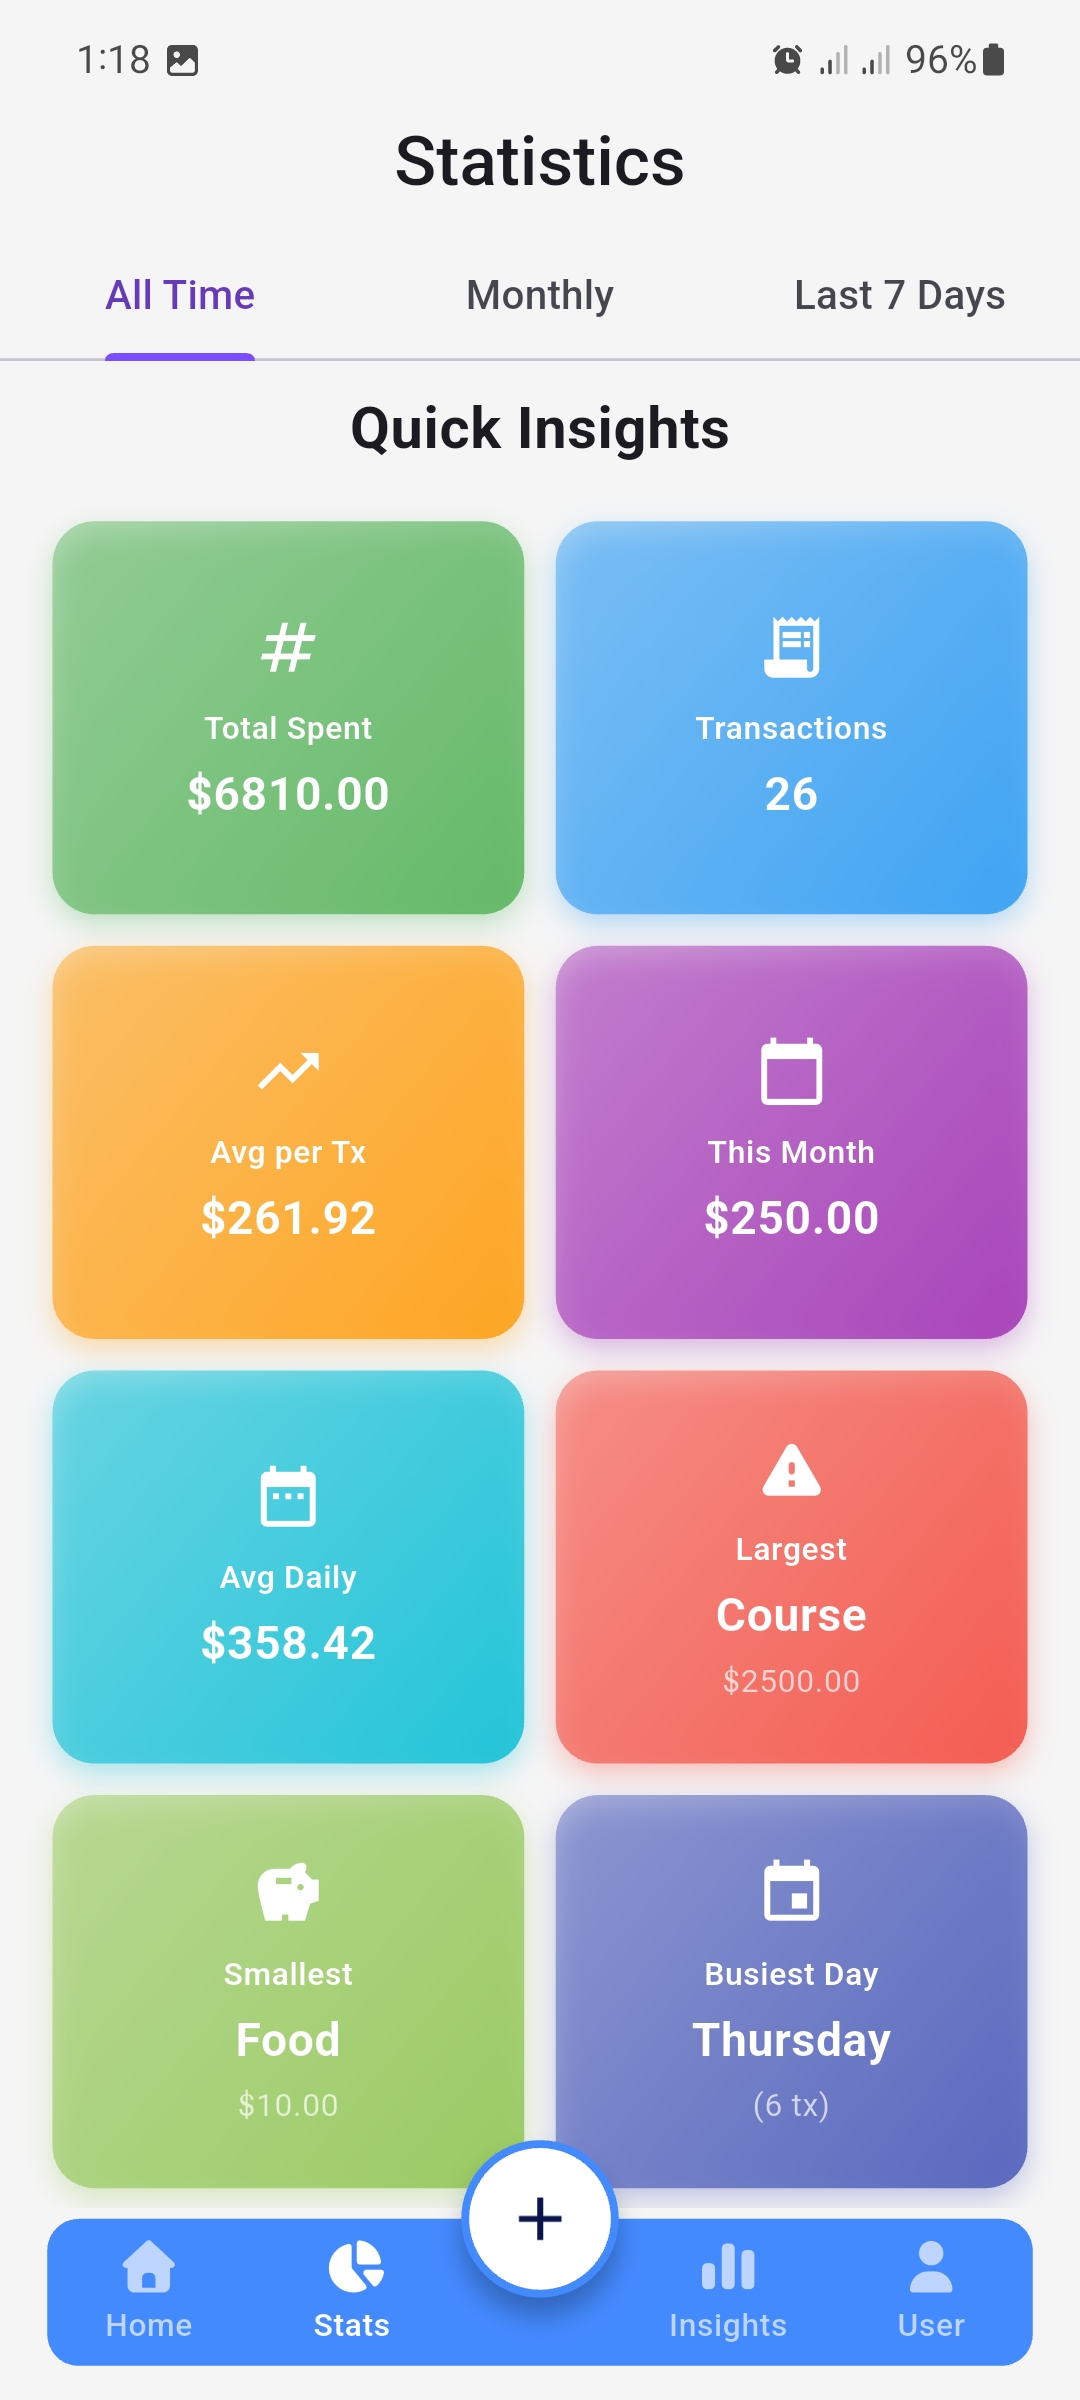 1:18
96%
Statistics
All Time
Monthly
Last 7 Days
Quick Insights
Total Spent
$6810.00
Transactions
26
Avg per Tx
$261.92
This Month
$250.00
Avg Daily
$358.42
Largest
Course
$2500.00
Smallest
Food
$10.00
Busiest Day
Thursday
(6 tx)
Home
Stats
Insights
User